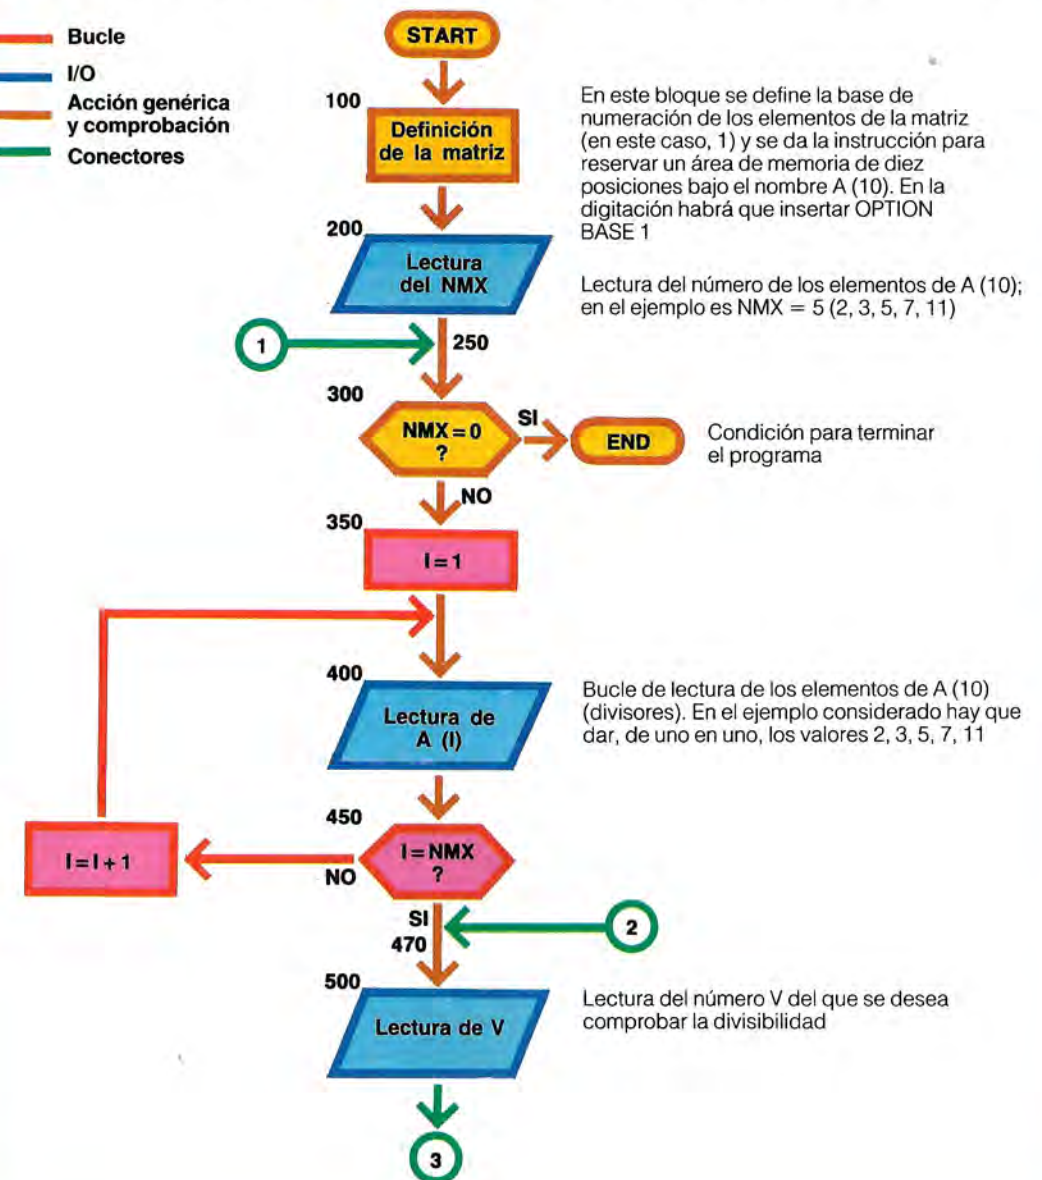 Bucle
I/O
Acción genérica
y comprobación
Conectores
START
100
Definición
de la matriz
En este bloque se define la base de
numeración de los elementos de la matriz
(en este caso, 1) y se da la instrucción para
reservar un área de memoria de diez
posiciones bajo el nombre A (10). En la
digitación habrá que insertar OPTION
BASE 1
200
Lectura
del NMX
Lectura del número de los elementos de A (10);
en el ejemplo es NMX = 5 (2, 3, 5, 7, 11)
1
250
300
NMX = 0
?
SI
END
Condición para terminar
el programa
NO
350
I = 1
400
Lectura de
A (I)
Bucle de lectura de los elementos de A (10)
(divisores). En el ejemplo considerado hay que
dar, de uno en uno, los valores 2, 3, 5, 7, 11
450
I = NMX
?
NO
I = I + 1
SI
470
2
500
Lectura de V
Lectura del número V del que se desea
comprobar la divisibilidad
3